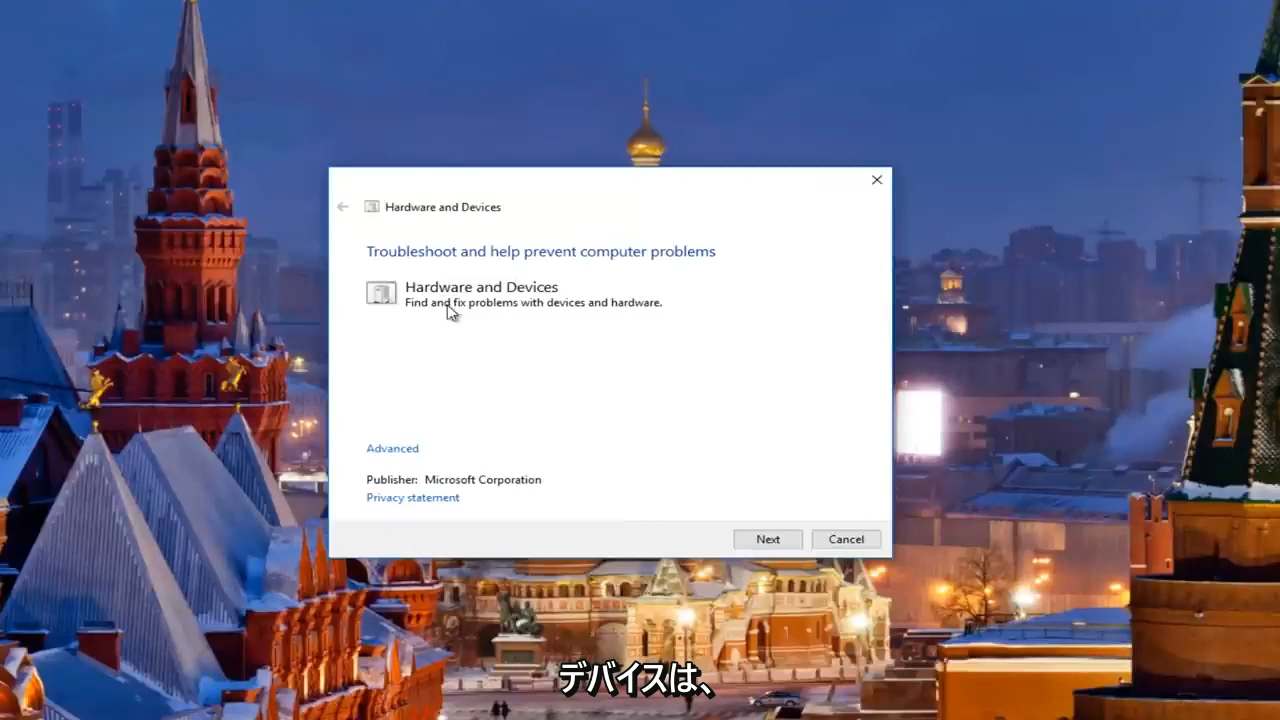 Hardware and Devices
Troubleshoot and help prevent computer problems
Hardware and Devices
Find and fix problems with devices and hardware.
Advanced
Publisher: Microsoft Corporation
Privacy statement
Next Cancel
デバイスは、